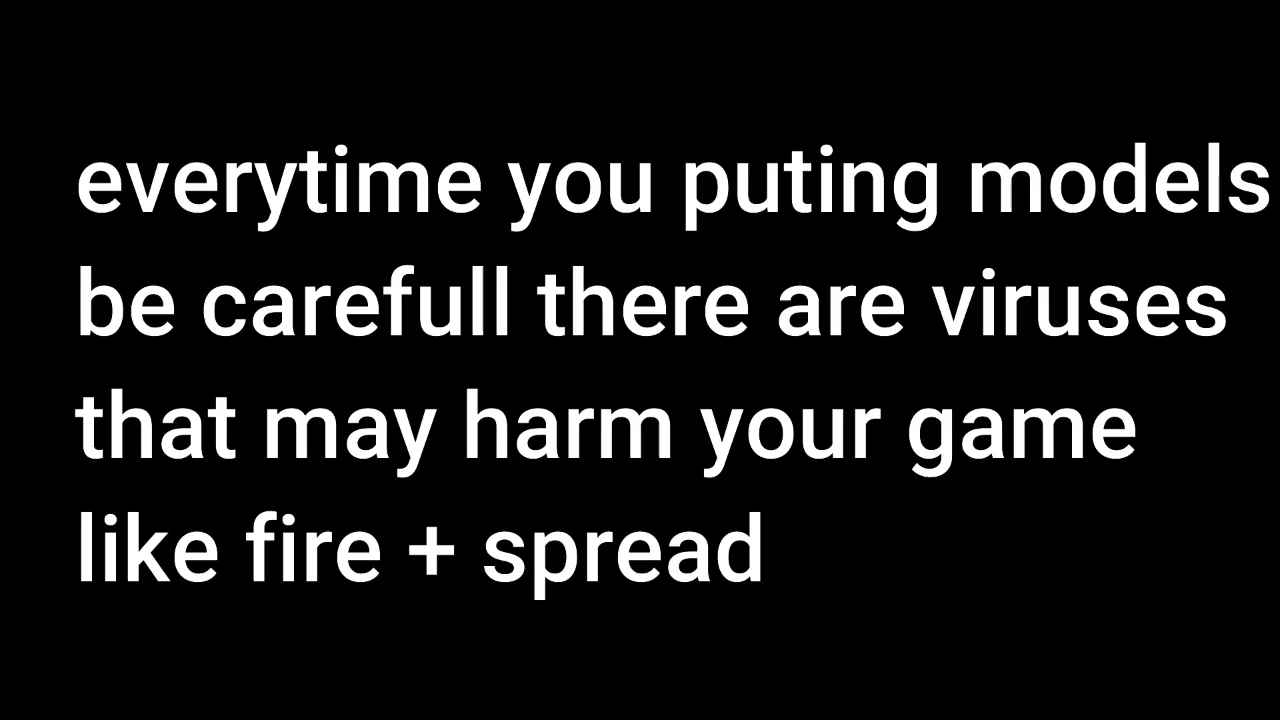 everytime you puting models
be carefull there are viruses
that may harm your game
like fire + spread